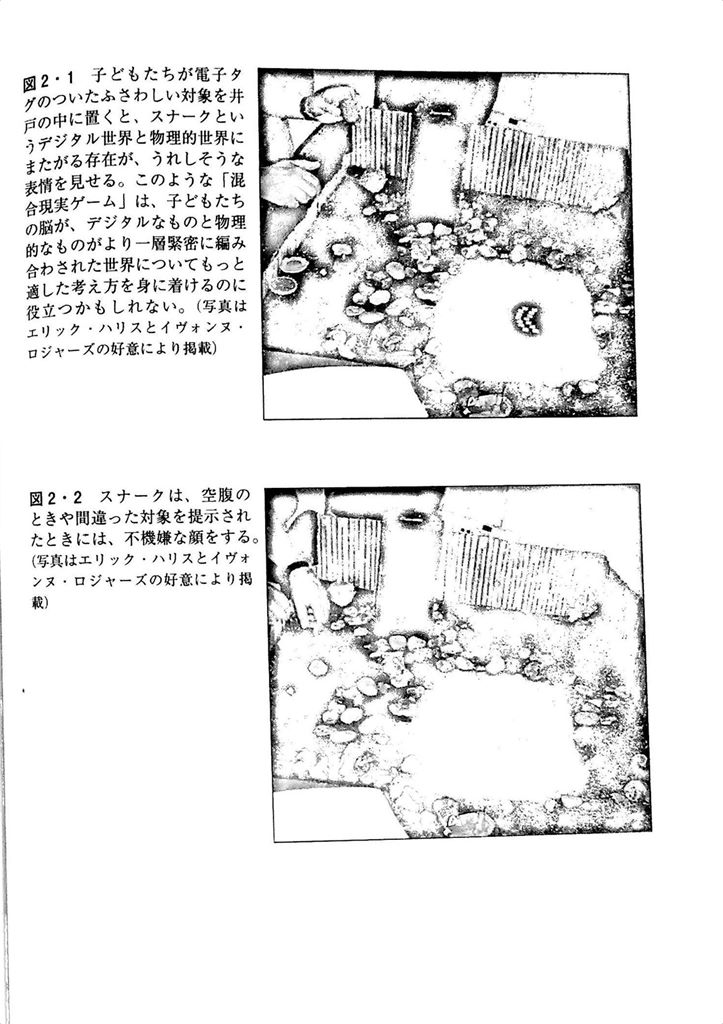 図2・1　子どもたちが電子タ
グのついたふさわしい対象を井
戸の中に置くと、スナークとい
うデジタル世界と物理的世界に
またがる存在が、うれしそうな
表情を見せる。このような「混
合現実ゲーム」は、子どもたち
の脳が、デジタルなものと物理
的なものがより一層緊密に編み
合わされた世界についてもっと
適した考え方を身に着けるのに
役立つかもしれない。(写真は
エリック・ハリスとイヴォンヌ・
ロジャーズの好意により掲載)
図2・2　スナークは、空腹の
ときや間違った対象を提示され
たときには、不機嫌な顔をする。
(写真はエリック・ハリスとイヴォ
ンヌ・ロジャーズの好意により掲
載)